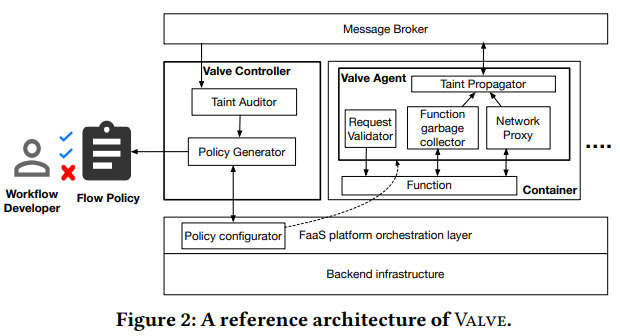 Message Broker
Valve Controller
Taint Auditor
Policy Generator
Valve Agent
Taint Propagator
Request
Validator
Function
garbage
collector
Network
Proxy
Function
Container
....
Workflow
Developer
Flow Policy
Policy configurator
FaaS platform orchestration layer
Backend infrastructure
Figure 2: A reference architecture of VALVE.